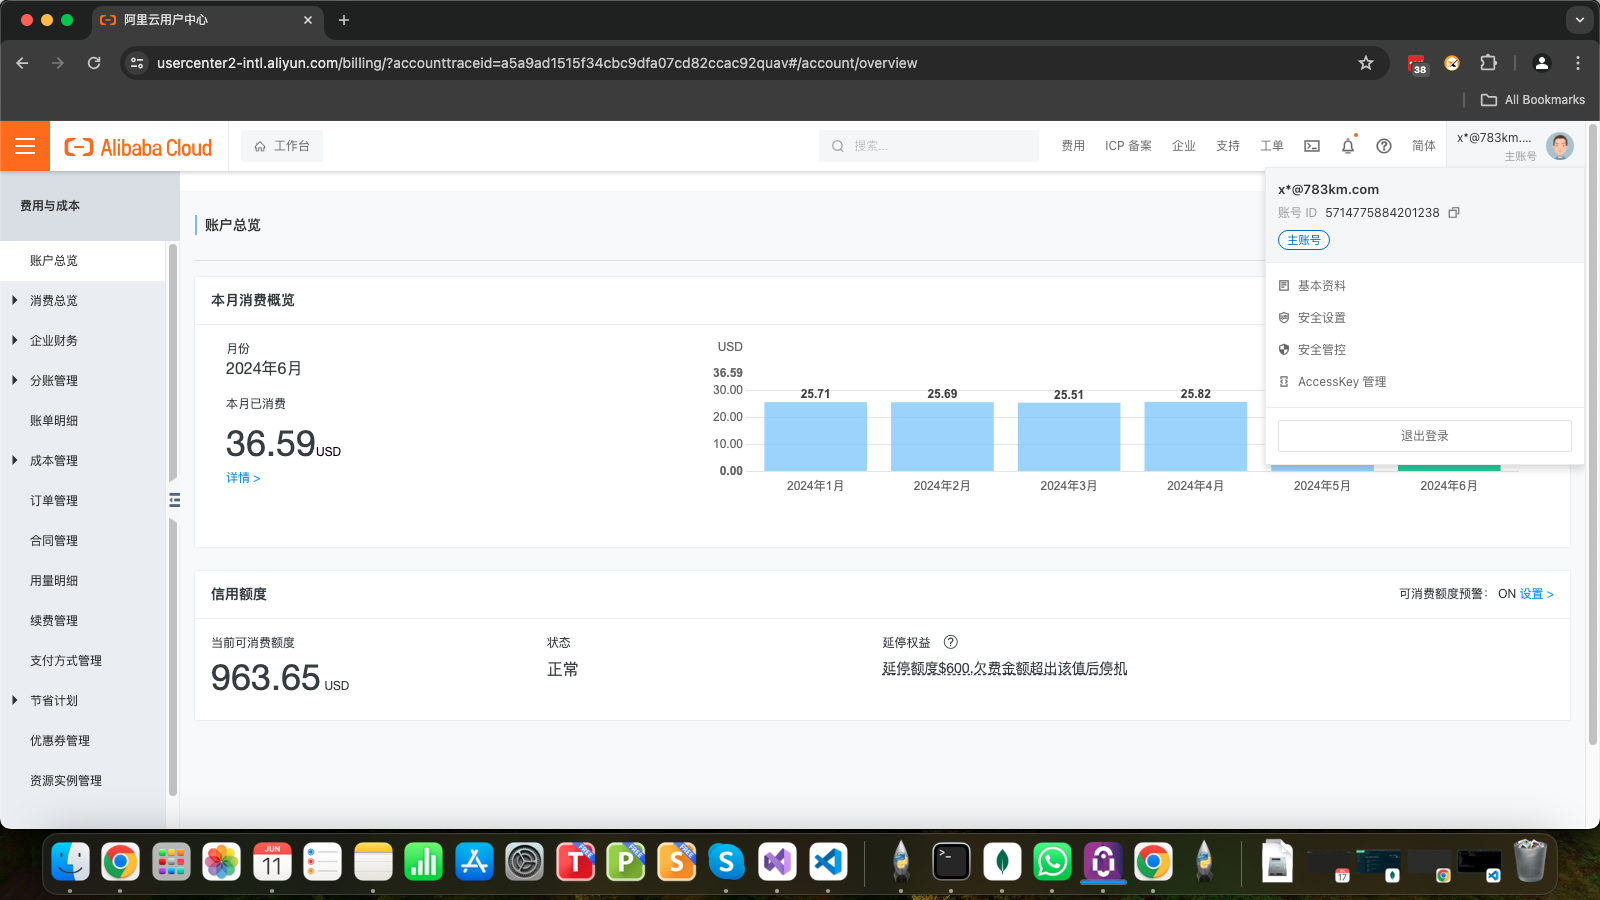 阿里云用户中心
usercenter2-intl.aliyun.com/billing/?accounttraceid=a5a9ad1515f34cbc9dfa07cd82ccac92quav#/account/overview
38
All Bookmarks
Alibaba Cloud
工作台
搜索...
费用
ICP 备案
企业
支持
工单
简体
x*@783km....
主账号
x*@783km.com
账号 ID 5714775884201238
主账号
基本资料
安全设置
安全管控
AccessKey 管理
退出登录
费用与成本
账户总览
消费总览
企业财务
分账管理
账单明细
成本管理
订单管理
合同管理
用量明细
续费管理
支付方式管理
节省计划
优惠券管理
资源实例管理
账户总览
本月消费概览
月份
2024年6月
本月已消费
36.59USD
详情 >
USD
36.59
30.00
20.00
10.00
0.00
25.71
25.69
25.51
25.82
2024年1月
2024年2月
2024年3月
2024年4月
2024年5月
2024年6月
信用额度
可消费额度预警： ON 设置 >
当前可消费额度
963.65 USD
状态
正常
延停权益
延停额度$600,欠费金额超出该值后停机
JUN
11
T
FREE
P
FREE
S
FREE
S
17